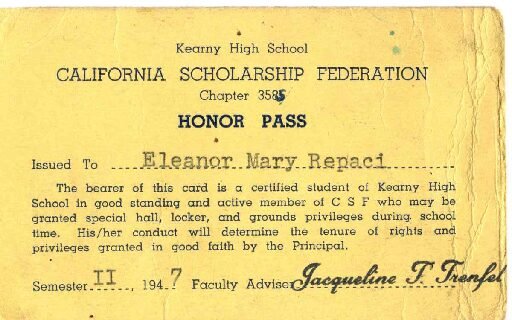 Kearny High School
CALIFORNIA SCHOLARSHIP FEDERATION
Chapter 358S
HONOR PASS
Issued To Eleanor Mary Repaci
The bearer of this card is a certified student of Kearny High
School in good standing and active member of C S F who may be
granted special hall, locker, and grounds privileges during school
time. His/her conduct will determine the tenure of rights and
privileges granted in good faith by the Principal.
Semester II, 1947 Faculty Adviser Jacqueline F. Trenfel